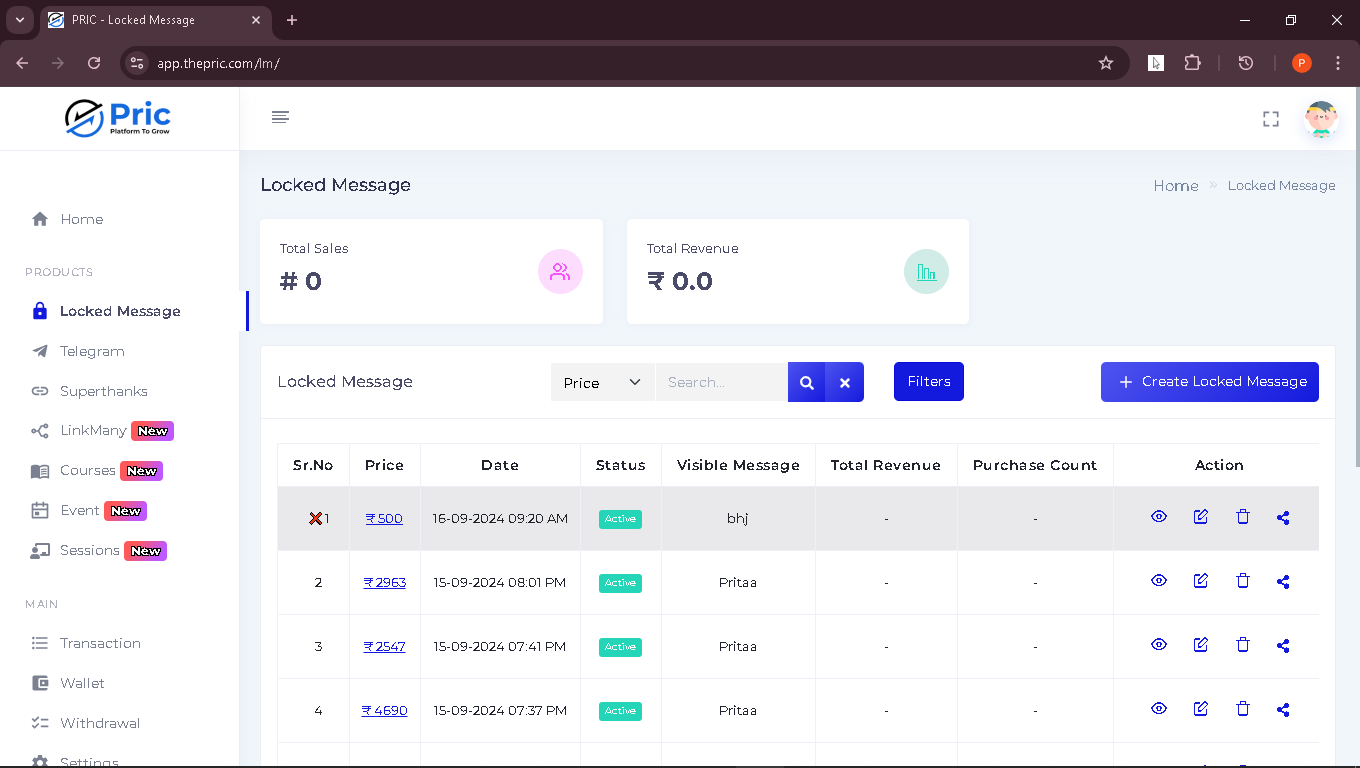 PRIC - Locked Message
app.thepric.com/lm/
P
Pric
Platform To Grow
Locked Message
Home » Locked Message
Home
PRODUCTS
Locked Message
Telegram
Superthanks
LinkMany New
Courses New
Event New
Sessions New
MAIN
Transaction
Wallet
Withdrawal
Settings
Total Sales
# 0
Total Revenue
₹ 0.0
Locked Message Price Search... Filters + Create Locked Message
Sr.No Price Date Status Visible Message Total Revenue Purchase Count Action
❌1 ₹ 500 16-09-2024 09:20 AM Active bhj - -
2 ₹ 2963 15-09-2024 08:01 PM Active Pritaa - -
3 ₹ 2547 15-09-2024 07:41 PM Active Pritaa - -
4 ₹ 4690 15-09-2024 07:37 PM Active Pritaa - -